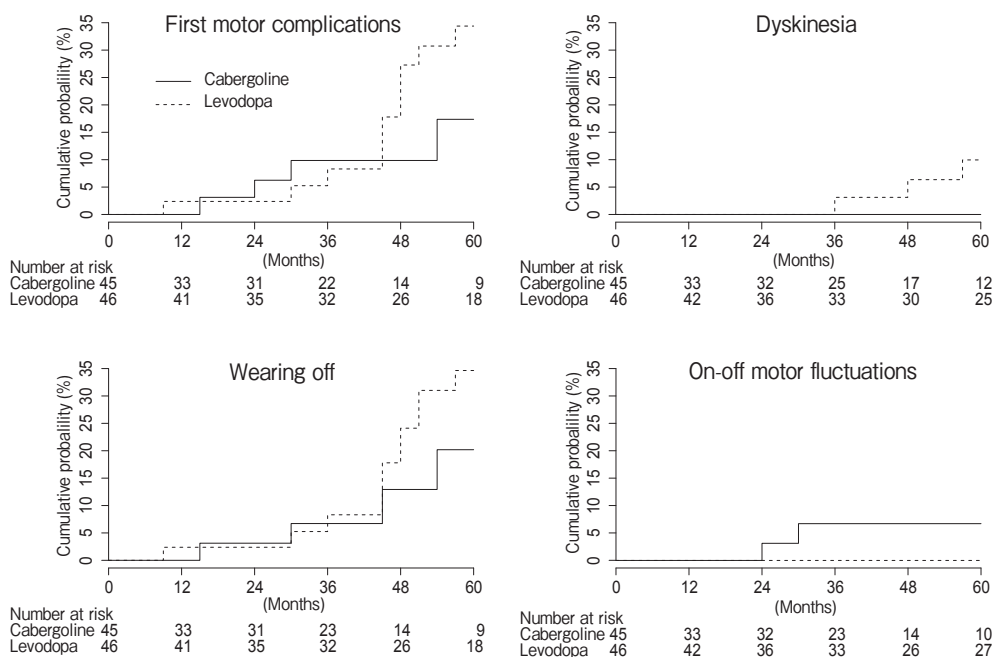 First motor complications
Cumulative probalility (%)
35
30
25
20
15
10
5
0
Cabergoline
Levodopa
0 12 24 36 48 60
(Months)
Number at risk
Cabergoline 45 33 31 22 14 9
Levodopa 46 41 35 32 26 18
Dyskinesia
Cumulative probalility (%)
35
30
25
20
15
10
5
0
0 12 24 36 48 60
(Months)
Number at risk
Cabergoline 45 33 32 25 17 12
Levodopa 46 42 36 33 30 25
Wearing off
Cumulative probalility (%)
35
30
25
20
15
10
5
0
0 12 24 36 48 60
(Months)
Number at risk
Cabergoline 45 33 31 23 14 9
Levodopa 46 41 35 32 26 18
On-off motor fluctuations
Cumulative probalility (%)
35
30
25
20
15
10
5
0
0 12 24 36 48 60
(Months)
Number at risk
Cabergoline 45 33 32 23 14 10
Levodopa 46 42 36 33 26 27